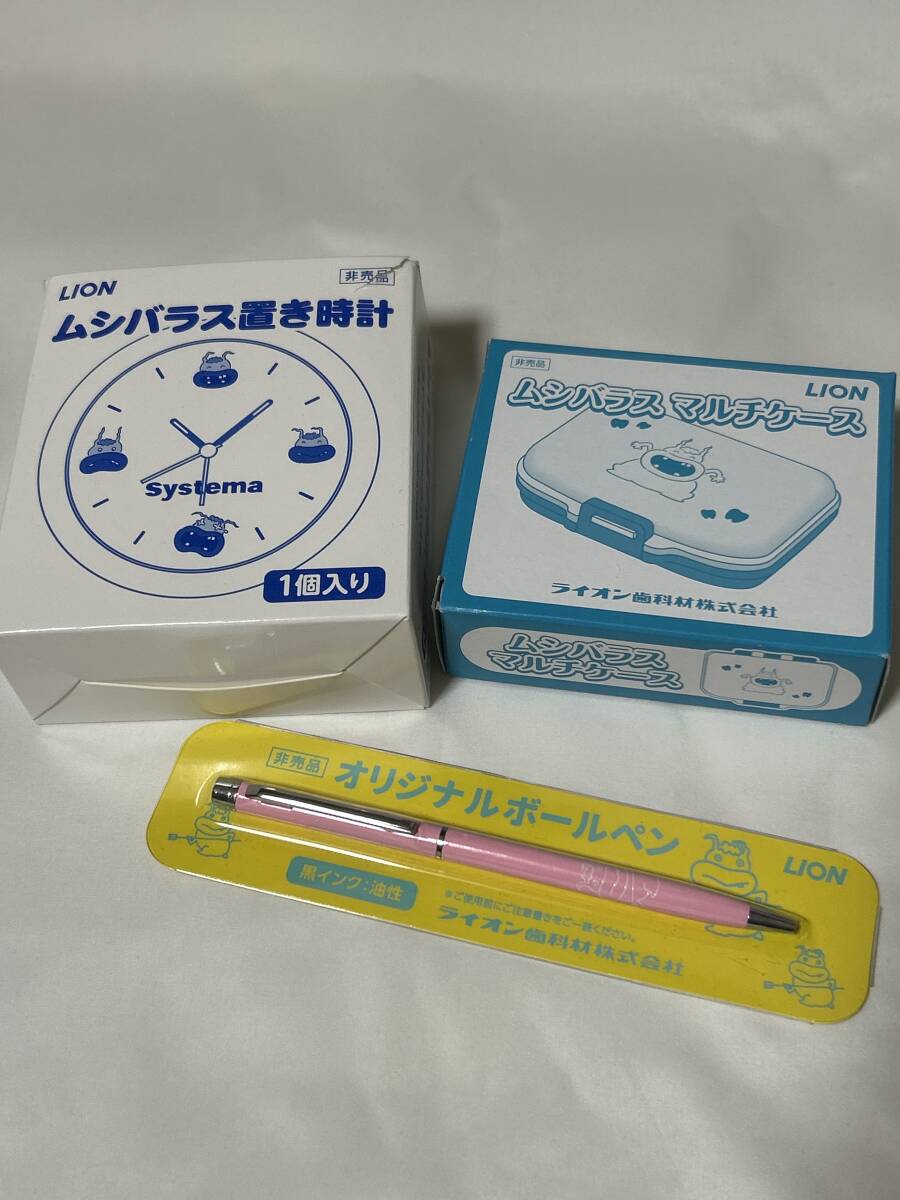 LION
非売品
ムシバラス置き時計
Systema
1個入り
非売品
LION
ムシバラス マルチケース
ライオン歯科材株式会社
ムシバラス
マルチケース
非売品
オリジナルボールペン
LION
黒インク:油性
※ご使用前にご注意書きをご一読ください。
ライオン歯科材株式会社